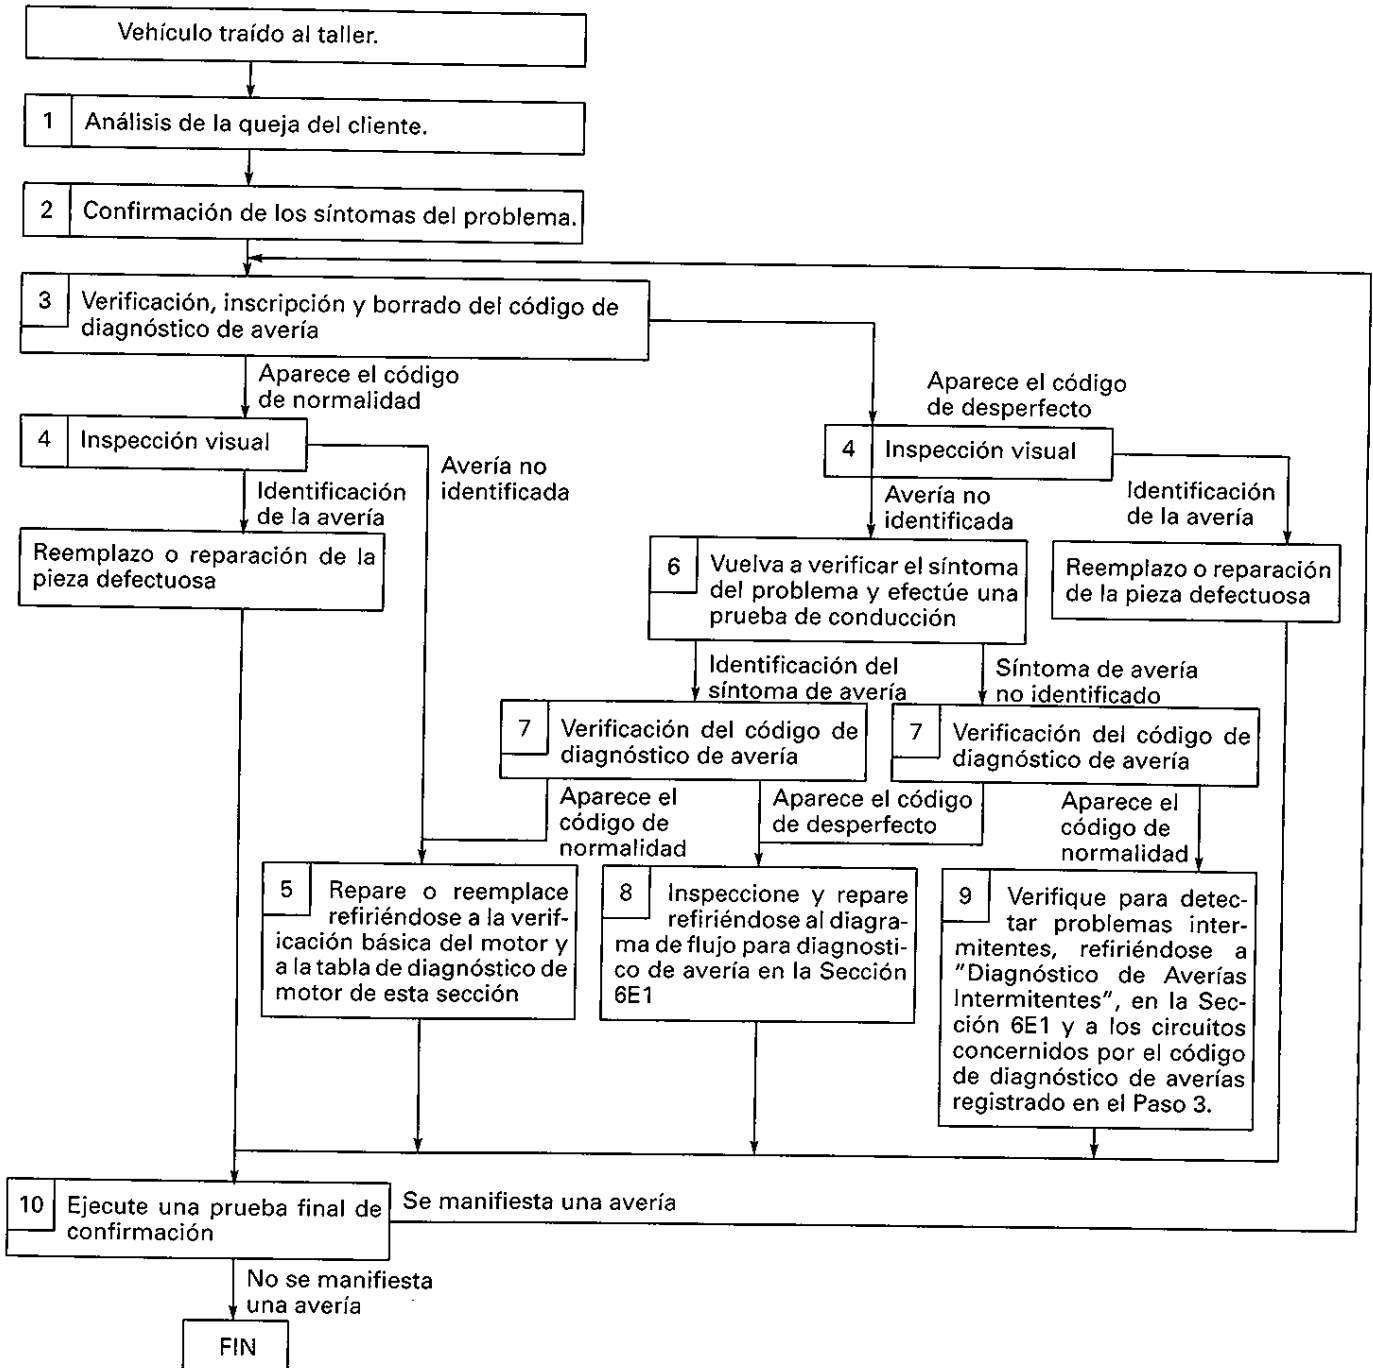 Vehículo traído al taller.
1
Análisis de la queja del cliente.
2
Confirmación de los síntomas del problema.
3
Verificación, inscripción y borrado del código de
diagnóstico de avería
Aparece el código
de normalidad
Aparece el código
de desperfecto
4
Inspección visual
4
Inspección visual
Avería no
identificada
Identificación
de la avería
Avería no
identificada
Identificación
de la avería
Reemplazo o reparación de la
pieza defectuosa
6
Vuelva a verificar el síntoma
del problema y efectúe una
prueba de conducción
Reemplazo o reparación
de la pieza defectuosa
Identificación del
síntoma de avería
Síntoma de avería
no identificado
7
Verificación del código de
diagnóstico de avería
7
Verificación del código de
diagnóstico de avería
Aparece el
código de
normalidad
Aparece el código
de desperfecto
Aparece el
código de
normalidad
5
Repare o reemplace
refiriéndose a la verif-
icación básica del motor y
a la tabla de diagnóstico de
motor de esta sección
8
Inspeccione y repare
refiriéndose al diagra-
ma de flujo para diagnosti-
co de avería en la Sección
6E1
9
Verifique para detec-
tar problemas inter-
mitentes, refiriéndose a
"Diagnóstico de Averías
Intermitentes", en la Sec-
ción 6E1 y a los circuitos
concernidos por el código
de diagnóstico de averías
registrado en el Paso 3.
10
Ejecute una prueba final de
confirmación
Se manifiesta una avería
No se manifiesta
una avería
FIN